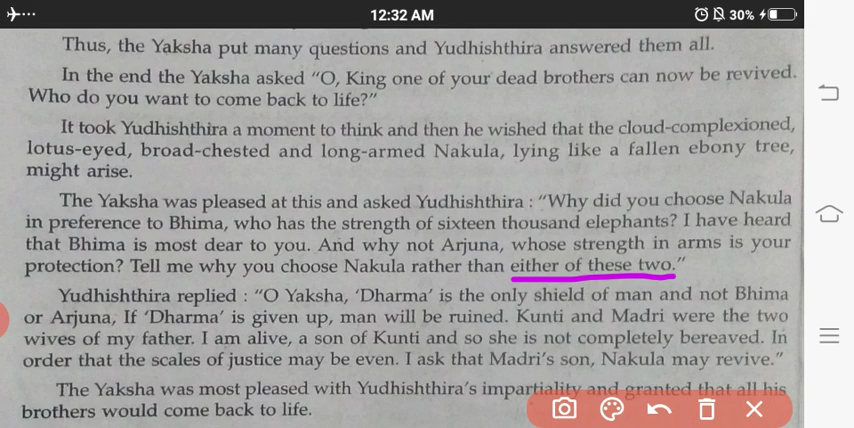 12:32 AM
30%
Thus, the Yaksha put many questions and Yudhishthira answered them all.
In the end the Yaksha asked “O, King one of your dead brothers can now be revived.
Who do you want to come back to life?”
It took Yudhishthira a moment to think and then he wished that the cloud-complexioned,
lotus-eyed, broad-chested and long-armed Nakula, lying like a fallen ebony tree,
might arise.
The Yaksha was pleased at this and asked Yudhishthira : “Why did you choose Nakula
in preference to Bhima, who has the strength of sixteen thousand elephants? I have heard
that Bhima is most dear to you. And why not Arjuna, whose strength in arms is your
protection? Tell me why you choose Nakula rather than either of these two.”
Yudhishthira replied : “O Yaksha, ‘Dharma’ is the only shield of man and not Bhima
or Arjuna, If ‘Dharma’ is given up, man will be ruined. Kunti and Madri were the two
wives of my father. I am alive, a son of Kunti and so she is not completely bereaved. In
order that the scales of justice may be even. I ask that Madri’s son, Nakula may revive.”
The Yaksha was most pleased with Yudhishthira’s impartiality and granted that all his
brothers would come back to life.